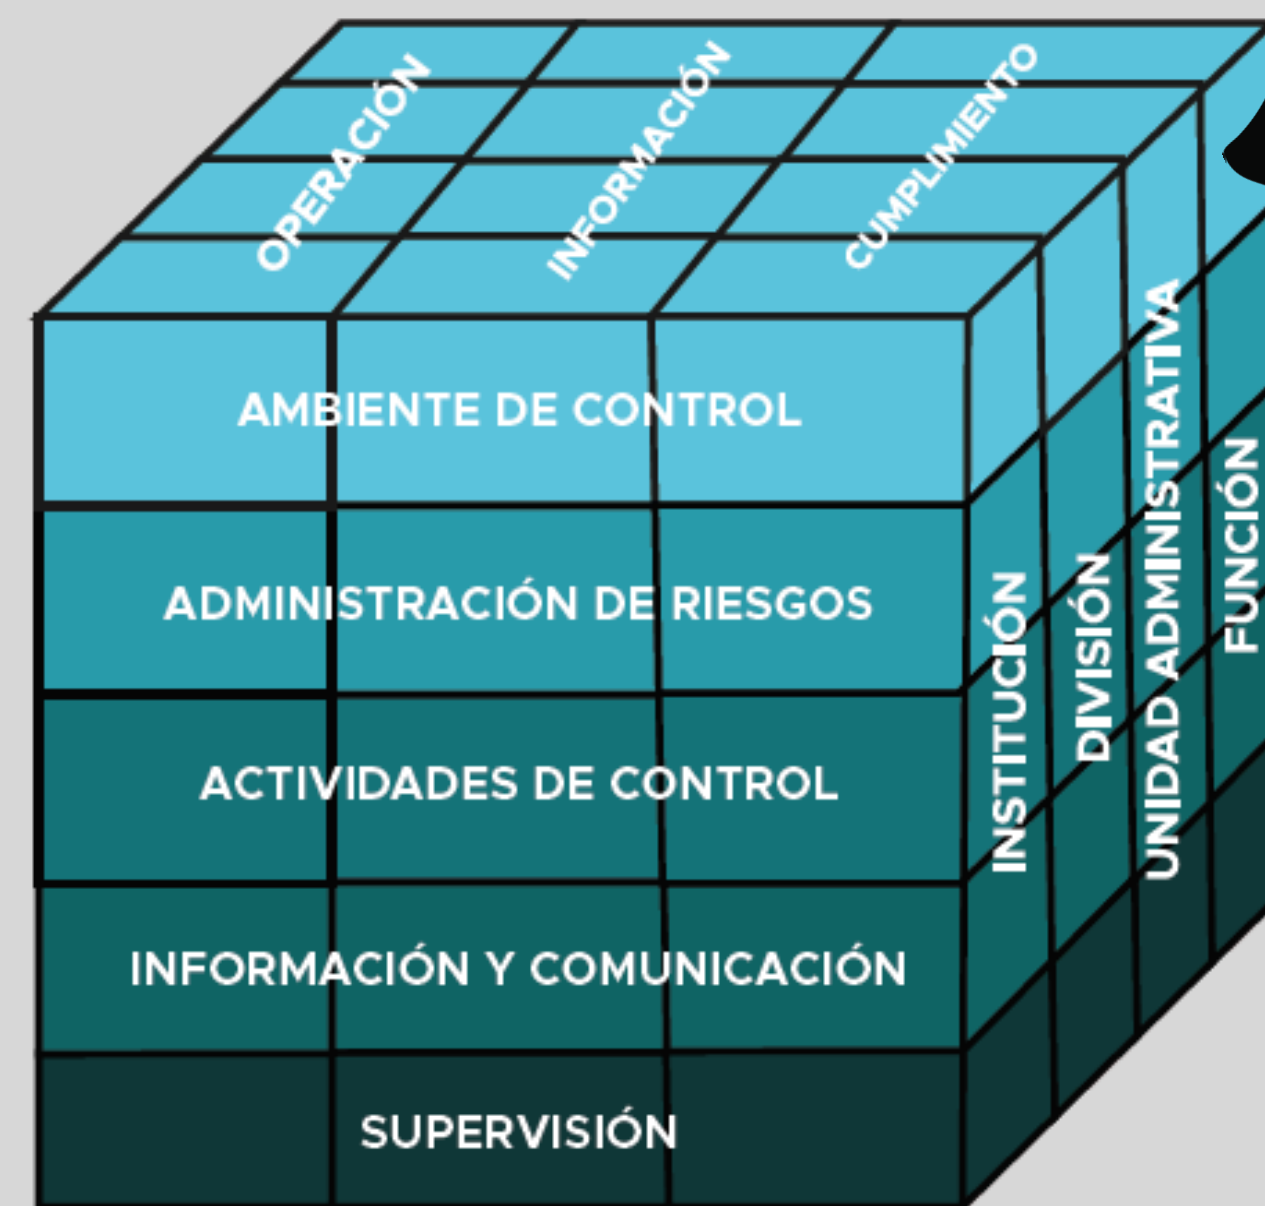 OPERACIÓN
INFORMACIÓN
CUMPLIMIENTO
AMBIENTE DE CONTROL
ADMINISTRACIÓN DE RIESGOS
ACTIVIDADES DE CONTROL
INFORMACIÓN Y COMUNICACIÓN
SUPERVISIÓN
INSTITUCIÓN
DIVISIÓN
UNIDAD ADMINISTRATIVA
FUNCIÓN